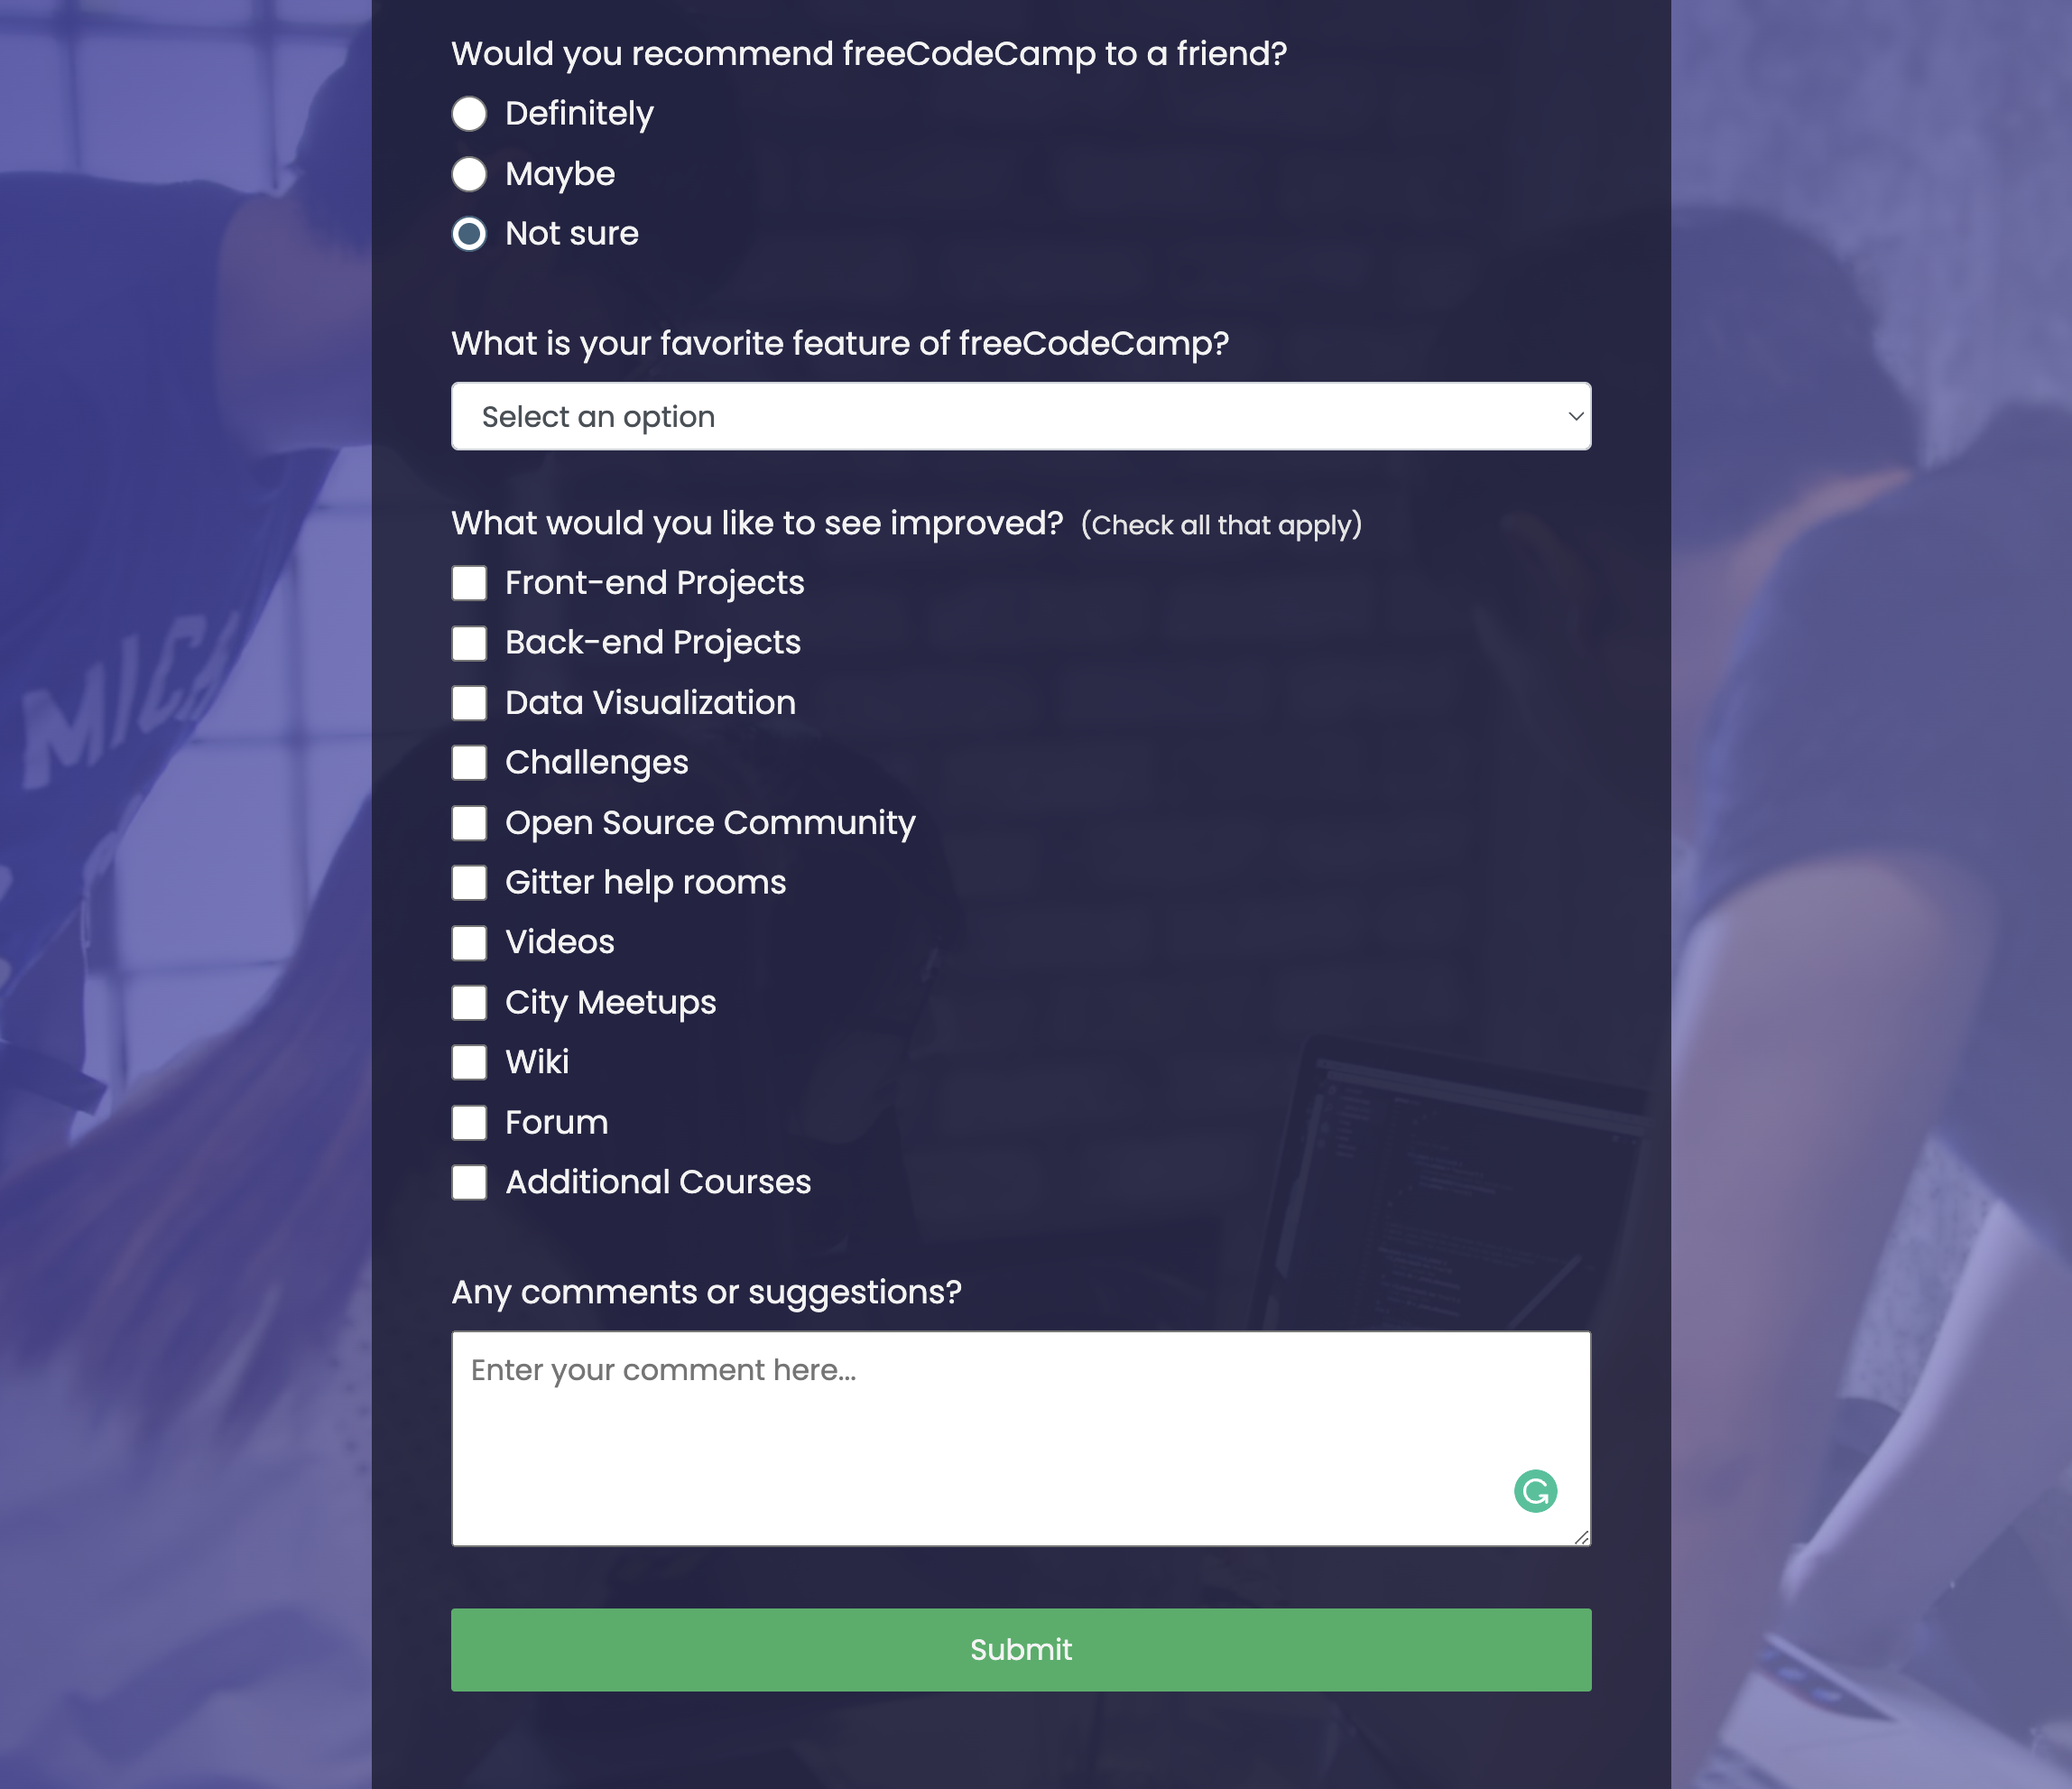 Would you recommend freeCodeCamp to a friend?
Definitely
Maybe
Not sure
What is your favorite feature of freeCodeCamp?
Select an option
What would you like to see improved? (Check all that apply)
Front-end Projects
Back-end Projects
Data Visualization
Challenges
Open Source Community
Gitter help rooms
Videos
City Meetups
Wiki
Forum
Additional Courses
Any comments or suggestions?
Enter your comment here...
Submit
MICH